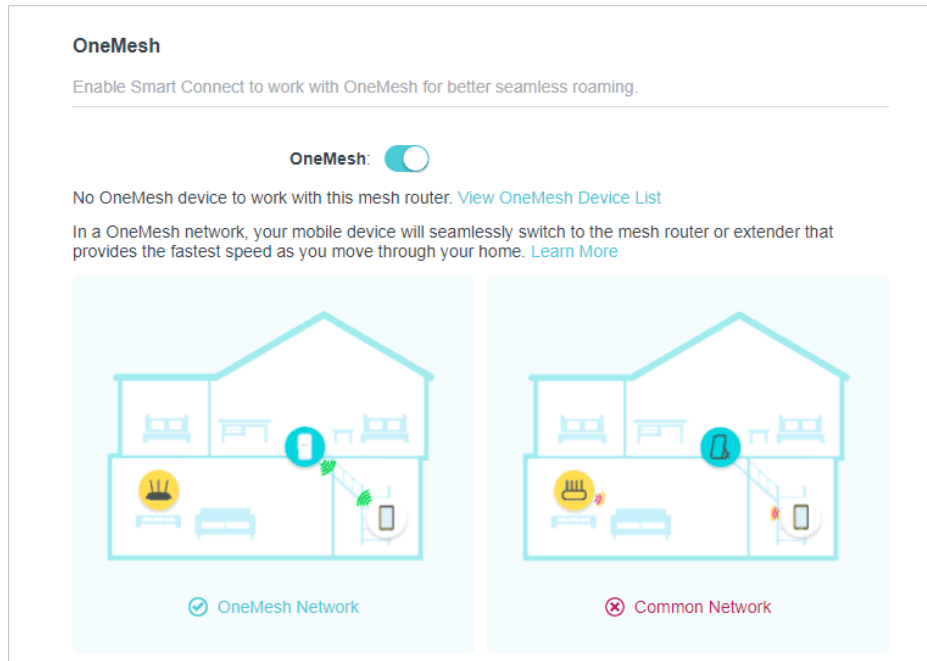 OneMesh
Enable Smart Connect to work with OneMesh for better seamless roaming.
OneMesh:
No OneMesh device to work with this mesh router. View OneMesh Device List
In a OneMesh network, your mobile device will seamlessly switch to the mesh router or extender that
provides the fastest speed as you move through your home. Learn More
OneMesh Network
Common Network